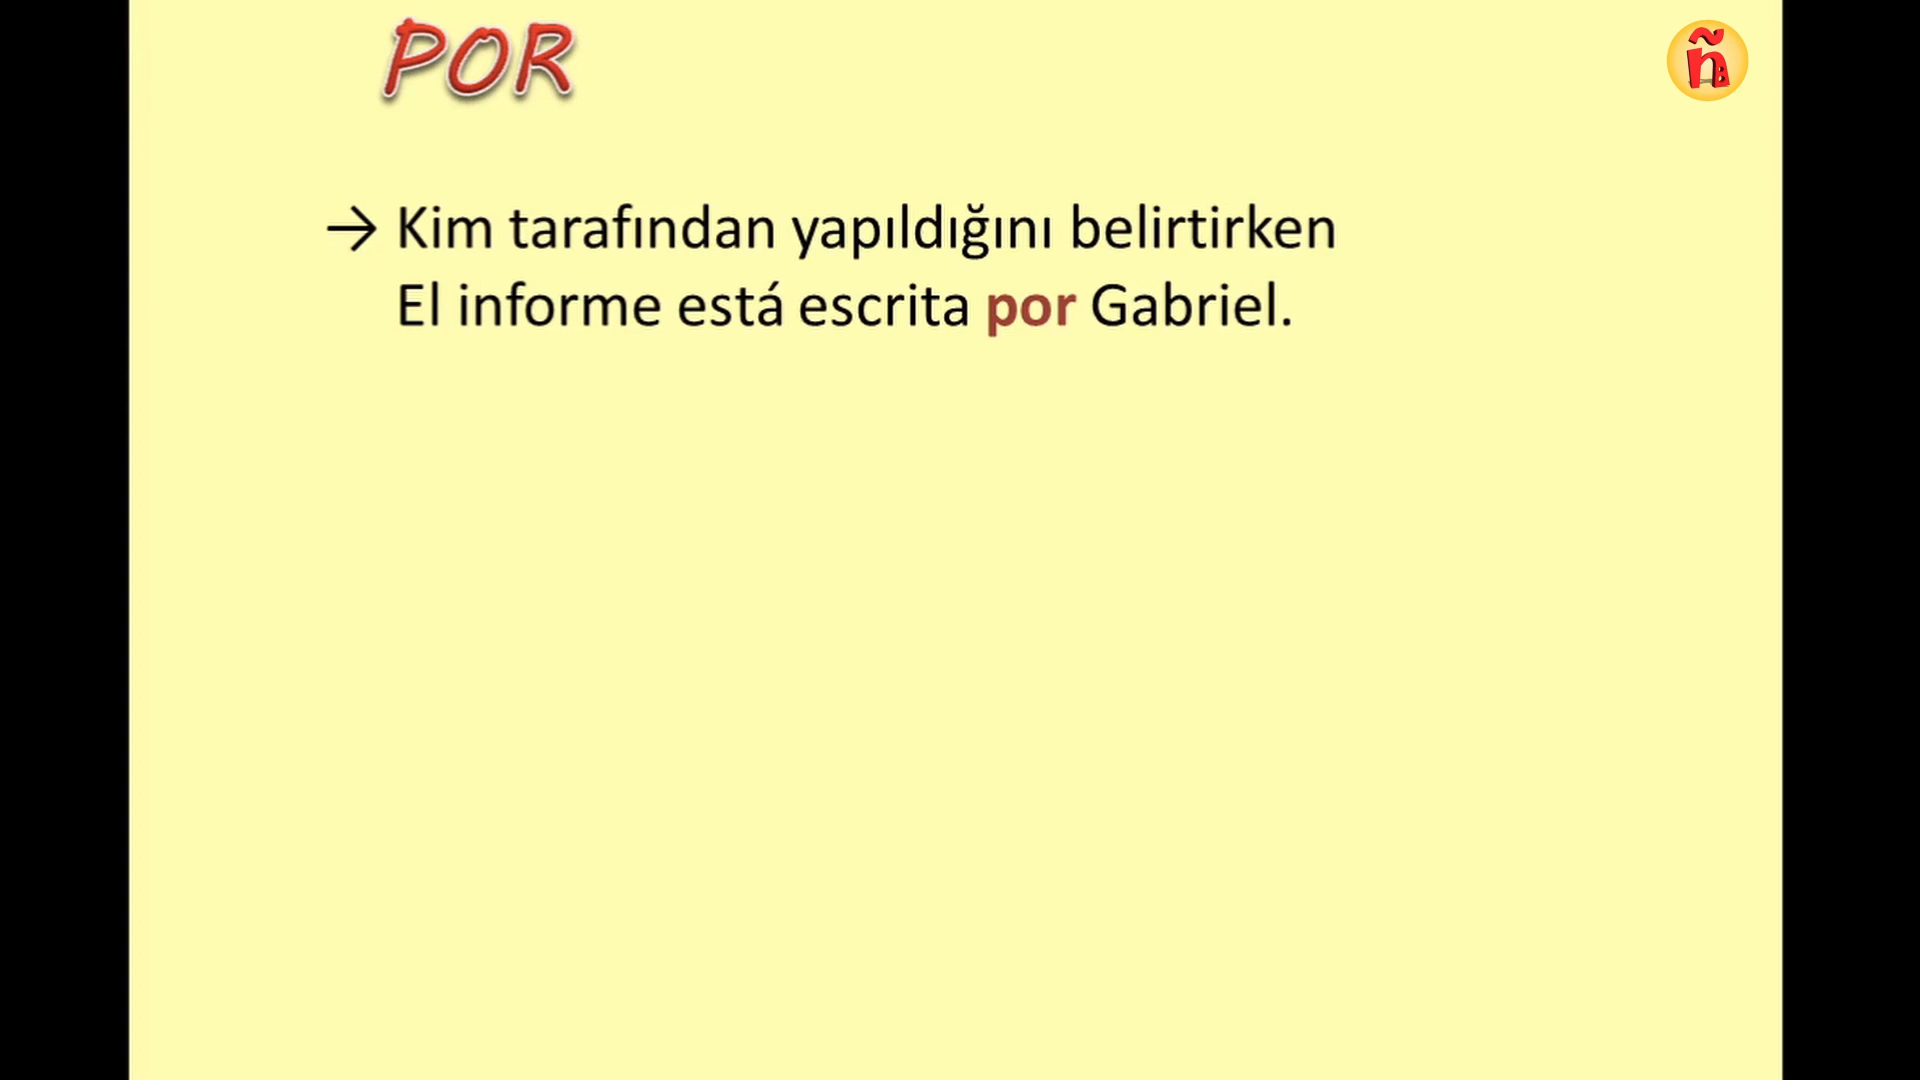 POR
ñ
→ Kim tarafından yapıldığını belirtirken
El informe está escrita por Gabriel.